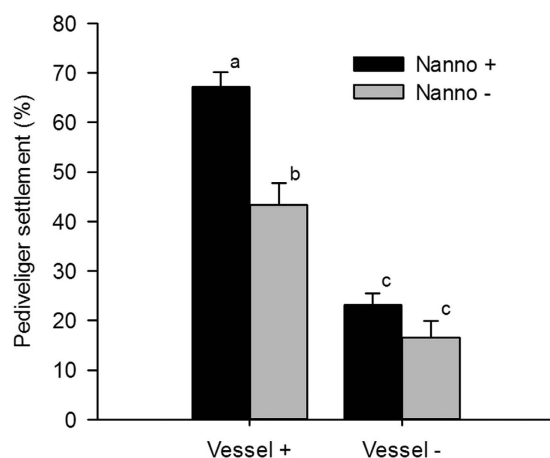 80
70
60
50
40
30
20
10
0
Pediveliger settlement (%)
a
b
c
c
Nanno +
Nanno -
Vessel +
Vessel -